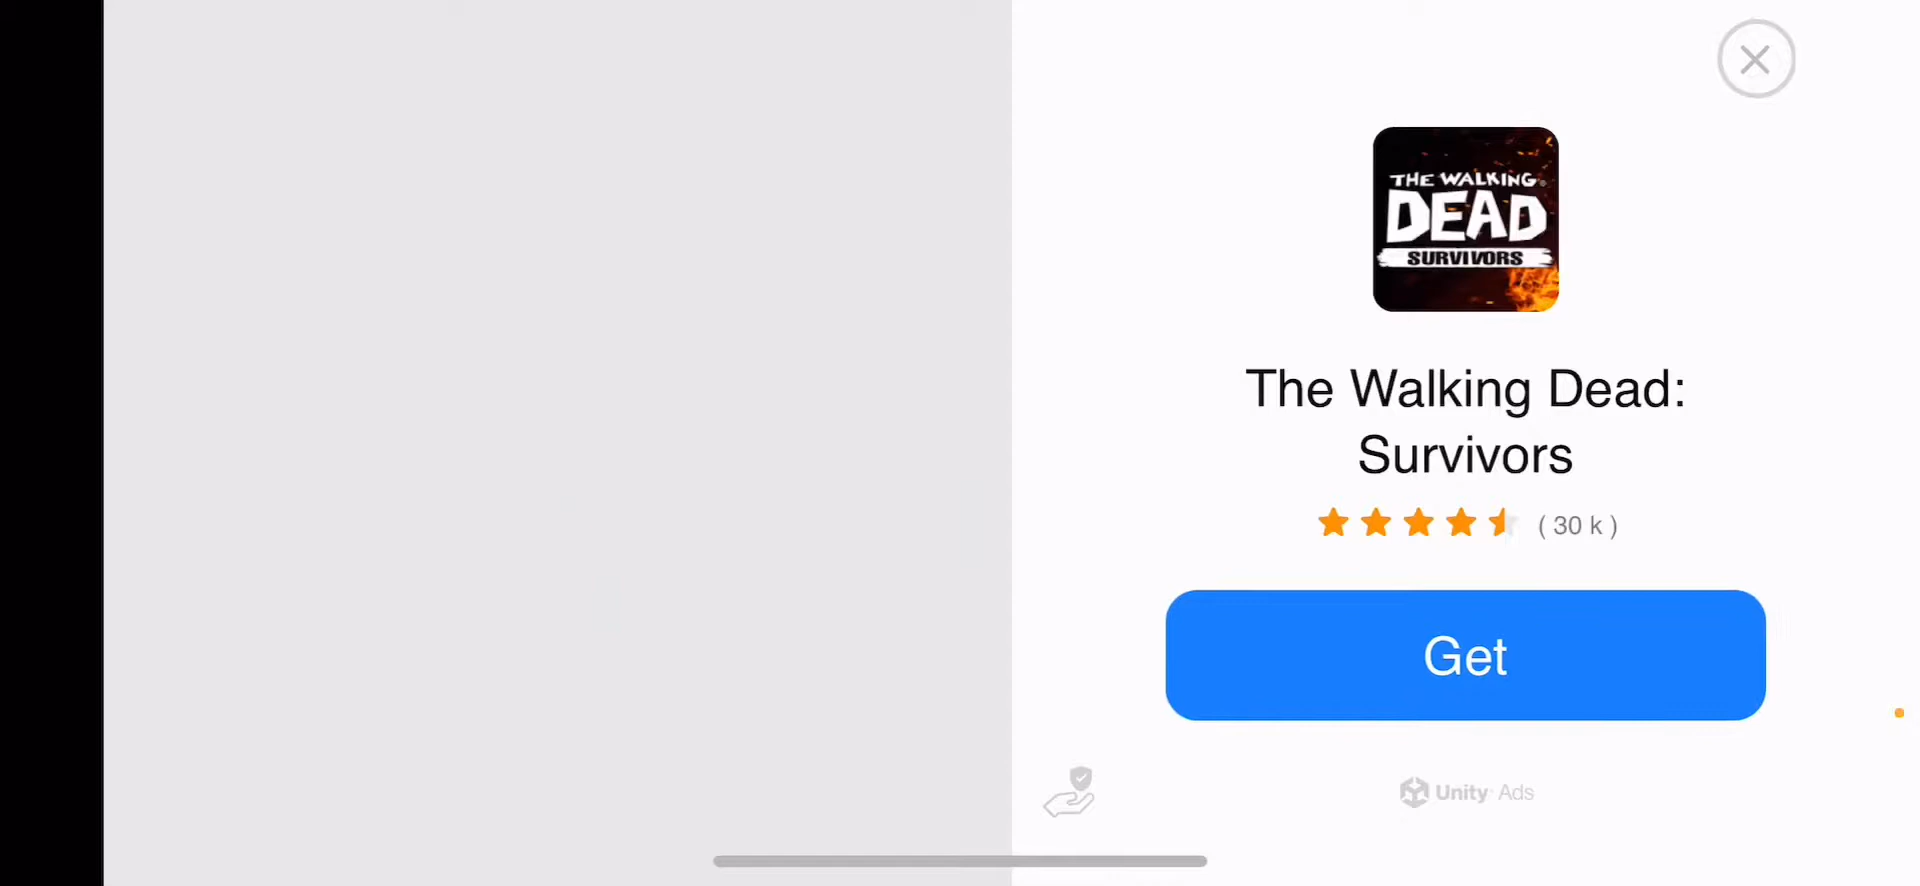 THE WALKING
DEAD
SURVIVORS
The Walking Dead:
Survivors
( 30 k )
Get
Unity Ads